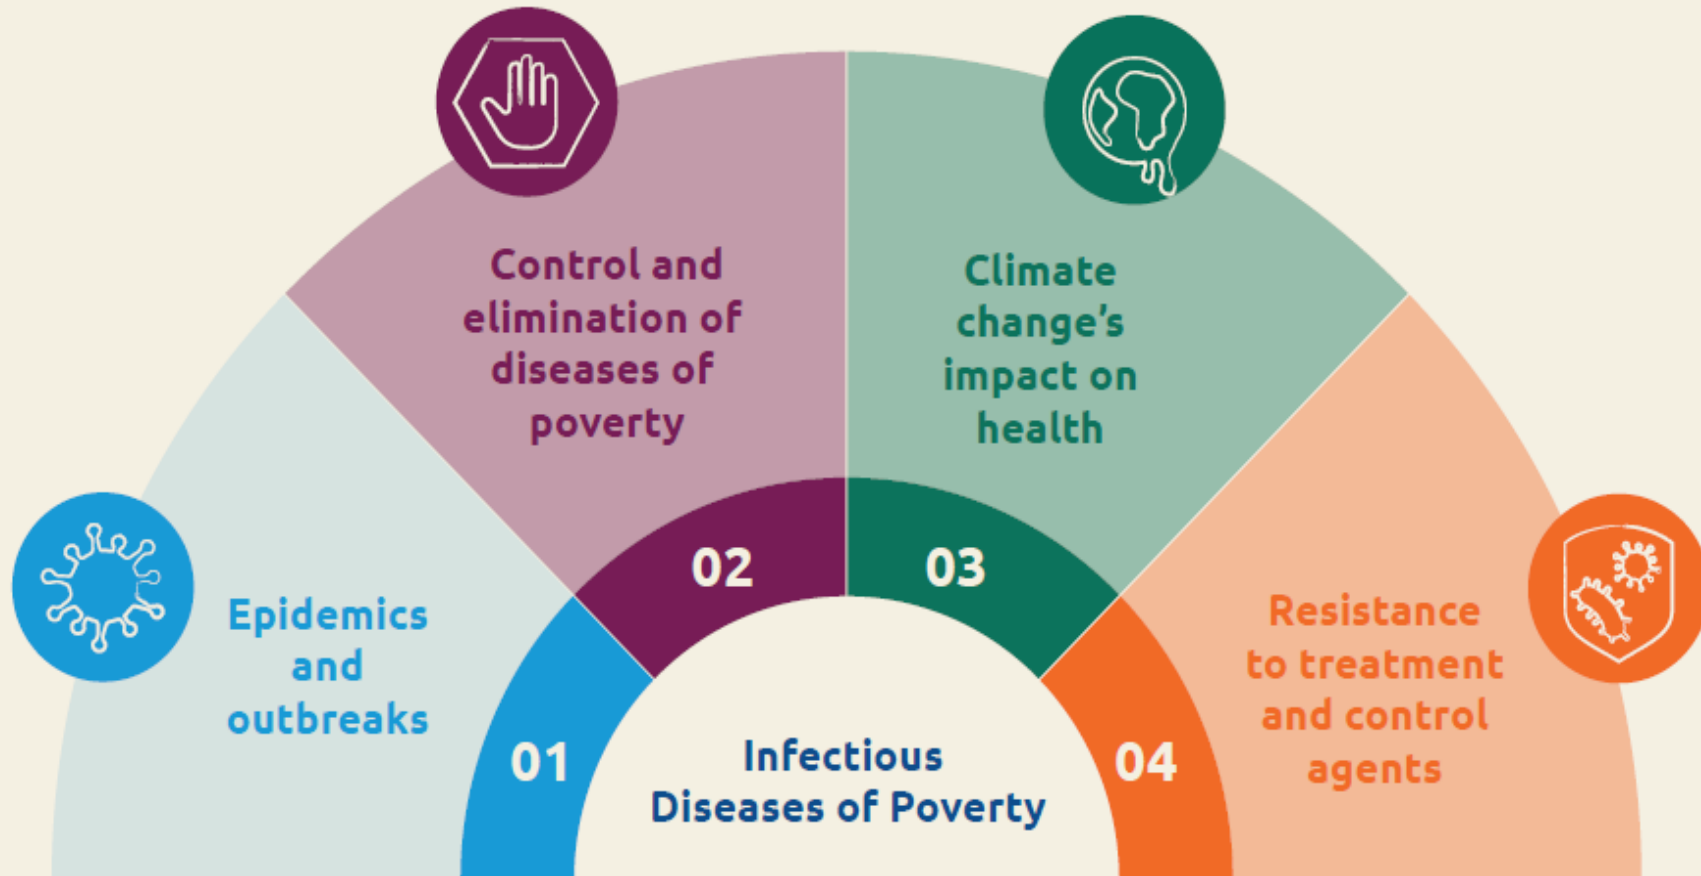 01
Epidemics
and
outbreaks
02
Control and
elimination of
diseases of
poverty
03
Climate
change’s
impact on
health
04
Resistance
to treatment
and control
agents
Infectious
Diseases of Poverty